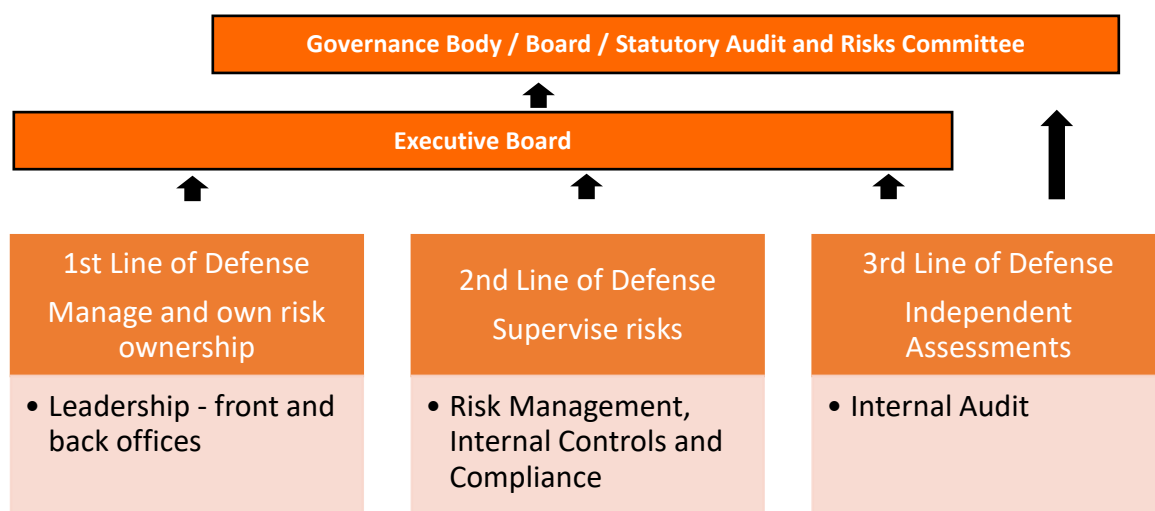 Governance Body / Board / Statutory Audit and Risks Committee
Executive Board
1st Line of Defense
Manage and own risk
ownership
• Leadership - front and
back offices
2nd Line of Defense
Supervise risks
• Risk Management,
Internal Controls and
Compliance
3rd Line of Defense
Independent
Assessments
• Internal Audit